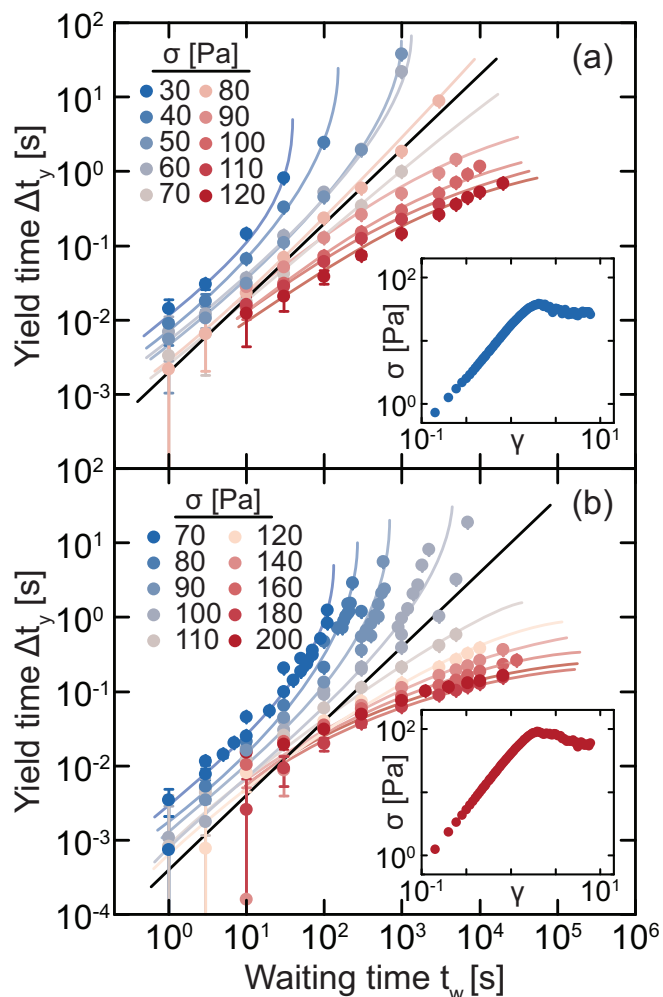 (a)
σ [Pa]
30 80
40 90
50 100
60 110
70 120
10² 10¹ 10⁰ 10⁻¹ 10⁻² 10⁻³ 10²
Yield time Δt_y [s]
10² 10⁰
σ [Pa]
10⁻¹ γ 10¹
(b)
σ [Pa]
70 120
80 140
90 160
100 180
110 200
10¹ 10⁰ 10⁻¹ 10⁻² 10⁻³ 10⁻⁴
Yield time Δt_y [s]
10² 10⁰
σ [Pa]
10⁻¹ γ 10¹
10⁰ 10¹ 10² 10³ 10⁴ 10⁵ 10⁶
Waiting time t_w [s]